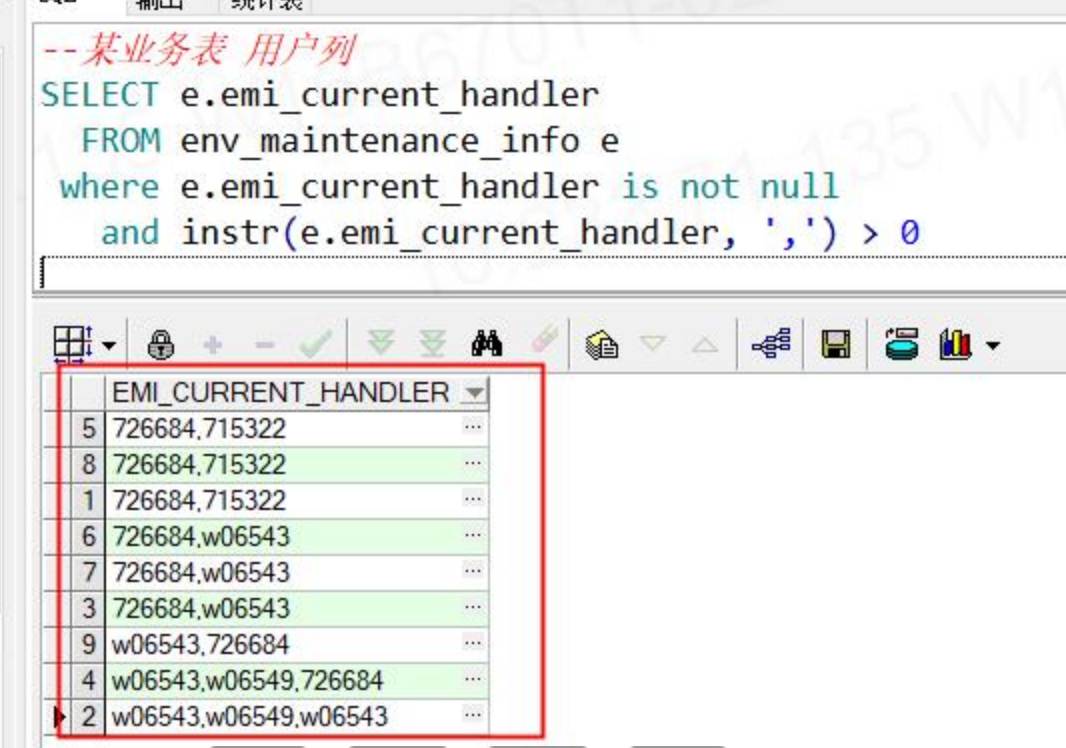 输出
统计表
--某业务表 用户列
SELECT e.emi_current_handler
FROM env_maintenance_info e
where e.emi_current_handler is not null
and instr(e.emi_current_handler, ',') > 0
EMI_CURRENT_HANDLER
5 726684,715322 ...
8 726684,715322 ...
1 726684,715322 ...
6 726684,w06543 ...
7 726684,w06543 ...
3 726684,w06543 ...
9 w06543,726684 ...
4 w06543,w06549,726684 ...
2 w06543,w06549,w06543 ...